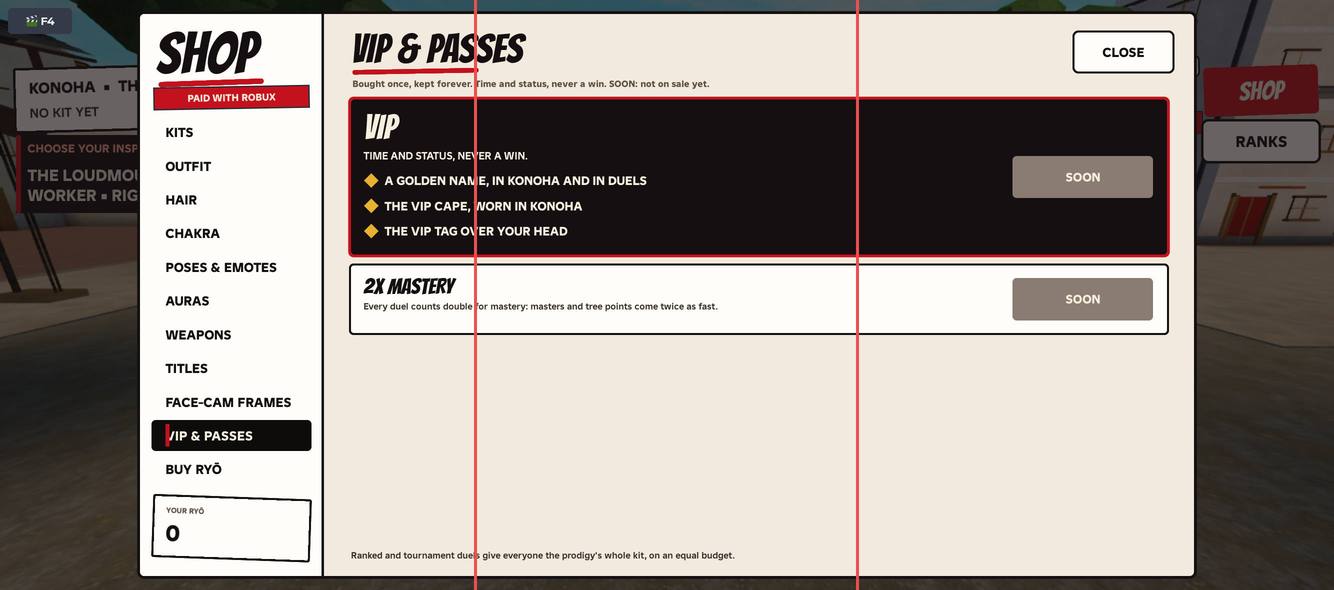 F4
KONOHA ▪ TH
NO KIT YET
CHOOSE YOUR INSP
THE LOUDMOU
WORKER ▪ RIG
SHOP
PAID WITH ROBUX
KITS
OUTFIT
HAIR
CHAKRA
POSES & EMOTES
AURAS
WEAPONS
TITLES
FACE-CAM FRAMES
VIP & PASSES
BUY RYŌ
YOUR RYŌ
0
VIP & PASSES
Bought once, kept forever. Time and status, never a win. SOON: not on sale yet.
CLOSE
VIP
TIME AND STATUS, NEVER A WIN.
A GOLDEN NAME, IN KONOHA AND IN DUELS
THE VIP CAPE, WORN IN KONOHA
THE VIP TAG OVER YOUR HEAD
SOON
2X MASTERY
Every duel counts double for mastery: masters and tree points come twice as fast.
SOON
Ranked and tournament duels give everyone the prodigy's whole kit, on an equal budget.
SHOP
RANKS